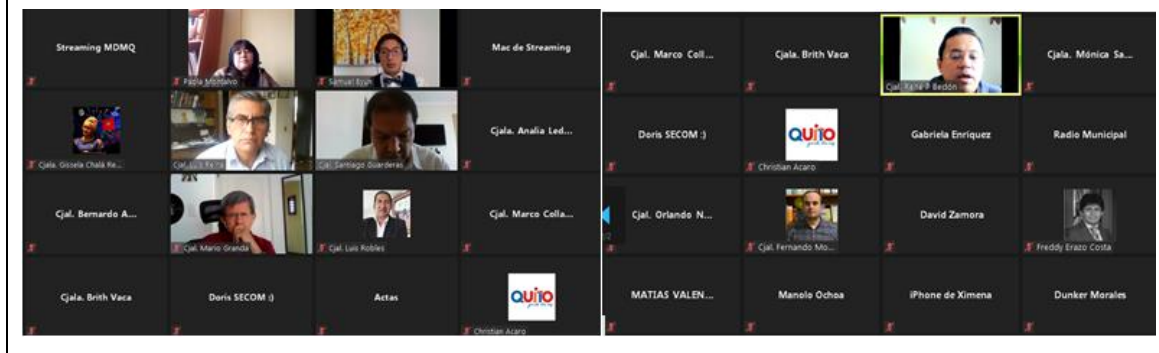 Streaming MDMQ
Paola Montalvo
Samuel Byun
Mac de Streaming
Cjala. Gissela Chalá Re...
Cjal. Luis Reina
Cjal. Santiago Guarderas
Cjala. Analia Led...
Cjal. Bernardo A...
Cjal. Mario Granda
Cjal. Luis Robles
Cjal. Marco Colla...
Cjala. Brith Vaca
Doris SECOM :)
Actas
QUITO
Christian Acaro
Cjal. Marco Coll...
Cjala. Brith Vaca
Cjal. René P Bedón
Cjala. Mónica Sa...
Doris SECOM :)
QUITO
Christian Acaro
Gabriela Enriquez
Radio Municipal
Cjal. Orlando N...
Cjal. Fernando Mo...
David Zamora
Freddy Erazo Costa
MATIAS VALEN...
Manolo Ochoa
iPhone de Ximena
Dunker Morales